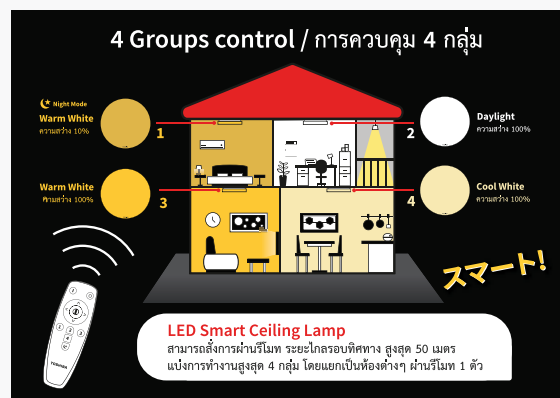 4 Groups control / การควบคุม 4 กลุ่ม
Night Mode
Warm White
ความสว่าง 10%
1
2
Daylight
ความสว่าง 100%
Warm White
ความสว่าง 100%
3
4
Cool White
ความสว่าง 100%
スマート!
TOSHIBA
LED Smart Ceiling Lamp
สามารถสั่งการผ่านรีโมท ระยะไกลรอบทิศทาง สูงสุด 50 เมตร
แบ่งการทำงานสูงสุด 4 กลุ่ม โดยแยกเป็นห้องต่างๆ ผ่านรีโมท 1 ตัว